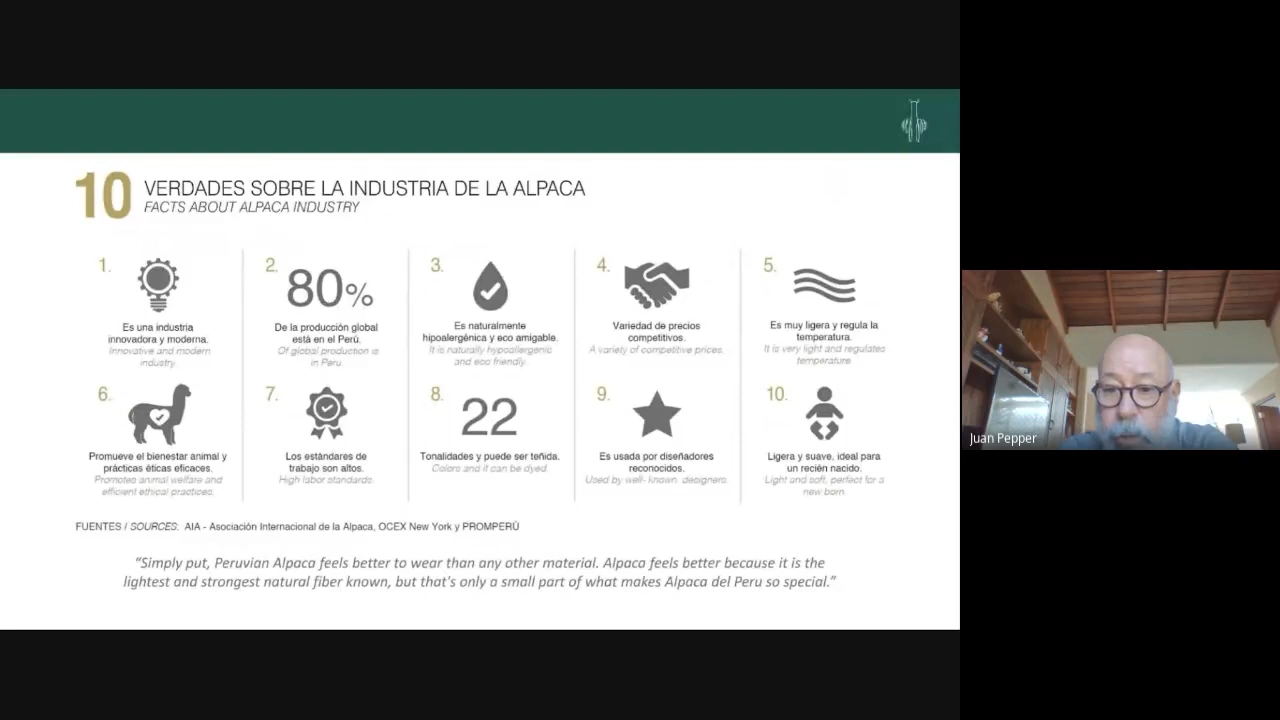 10
VERDADES SOBRE LA INDUSTRIA DE LA ALPACA
FACTS ABOUT ALPACA INDUSTRY
1.
Es una industria
innovadora y moderna.
Innovative and modern
industry.
2.
80%
De la producción global
está en el Perú.
Of global production is
in Peru.
3.
Es naturalmente
hipoalergénica y eco amigable.
It is naturally hypoallergenic
and eco friendly.
4.
Variedad de precios
competitivos.
A variety of competitive prices.
5.
Es muy ligera y regula la
temperatura.
It is very light and regulates
temperature.
6.
Promueve el bienestar animal y
prácticas éticas eficaces.
Promotes animal welfare and
efficient ethical practices.
7.
Los estándares de
trabajo son altos.
High labor standards.
8.
22
Tonalidades y puede ser teñida.
Colors and it can be dyed.
9.
Es usada por diseñadores
reconocidos.
Used by well- known designers.
10.
Ligera y suave, ideal para
un recién nacido.
Light and soft, perfect for a
new born.
FUENTES / SOURCES: AIA - Asociación Internacional de la Alpaca, OCEX New York y PROMPERÚ
“Simply put, Peruvian Alpaca feels better to wear than any other material. Alpaca feels better because it is the
lightest and strongest natural fiber known, but that's only a small part of what makes Alpaca del Peru so special.”
Juan Pepper